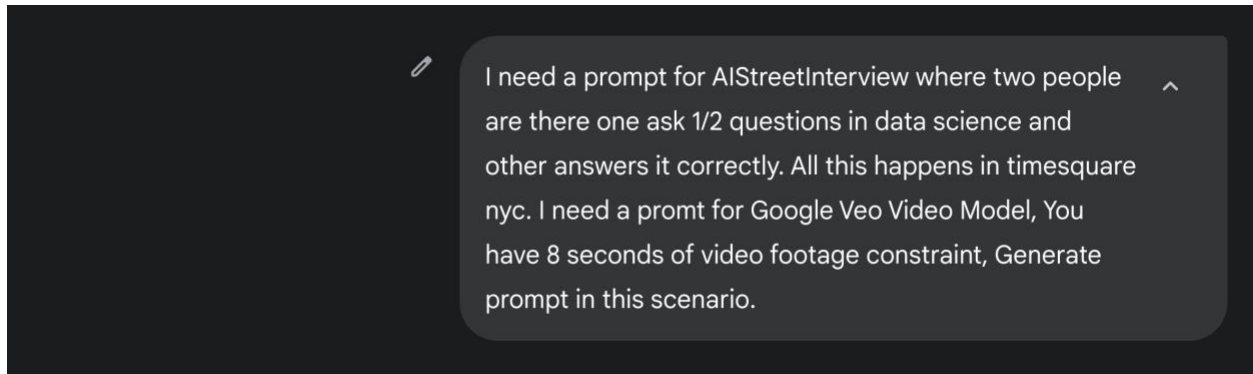 I need a prompt for AIStreetInterview where two people
are there one ask 1/2 questions in data science and
other answers it correctly. All this happens in timesquare
nyc. I need a promt for Google Veo Video Model, You
have 8 seconds of video footage constraint, Generate
prompt in this scenario.